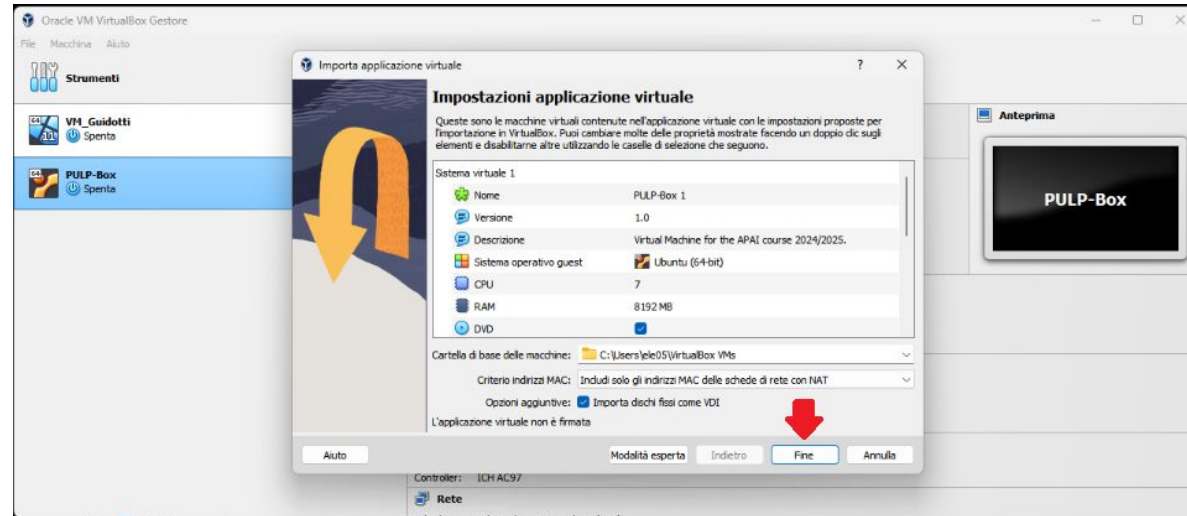 Oracle VM VirtualBox Gestore
File Macchina Aiuto
Strumenti
VM_Guidotti
Spenta
PULP-Box
Spenta
Importa applicazione virtuale
Impostazioni applicazione virtuale
Queste sono le macchine virtuali contenute nell'applicazione virtuale con le impostazioni proposte per
l'importazione in VirtualBox. Puoi cambiare molte delle proprietà mostrate facendo un doppio clic sugli
elementi e disabilitarne altre utilizzando le caselle di selezione che seguono.
Sistema virtuale 1
Nome PULP-Box 1
Versione 1.0
Descrizione Virtual Machine for the APAI course 2024/2025.
Sistema operativo guest Ubuntu (64-bit)
CPU 7
RAM 8192 MB
DVD
Cartella di base delle macchine: C:\Users\ele05\VirtualBox VMs
Criterio indirizzi MAC: Includi solo gli indirizzi MAC delle schede di rete con NAT
Opzioni aggiuntive: Importa dischi fissi come VDI
L'applicazione virtuale non è firmata
Aiuto Modalità esperta Indietro Fine Annulla
Anteprima
PULP-Box
Controller: ICH AC97
Rete